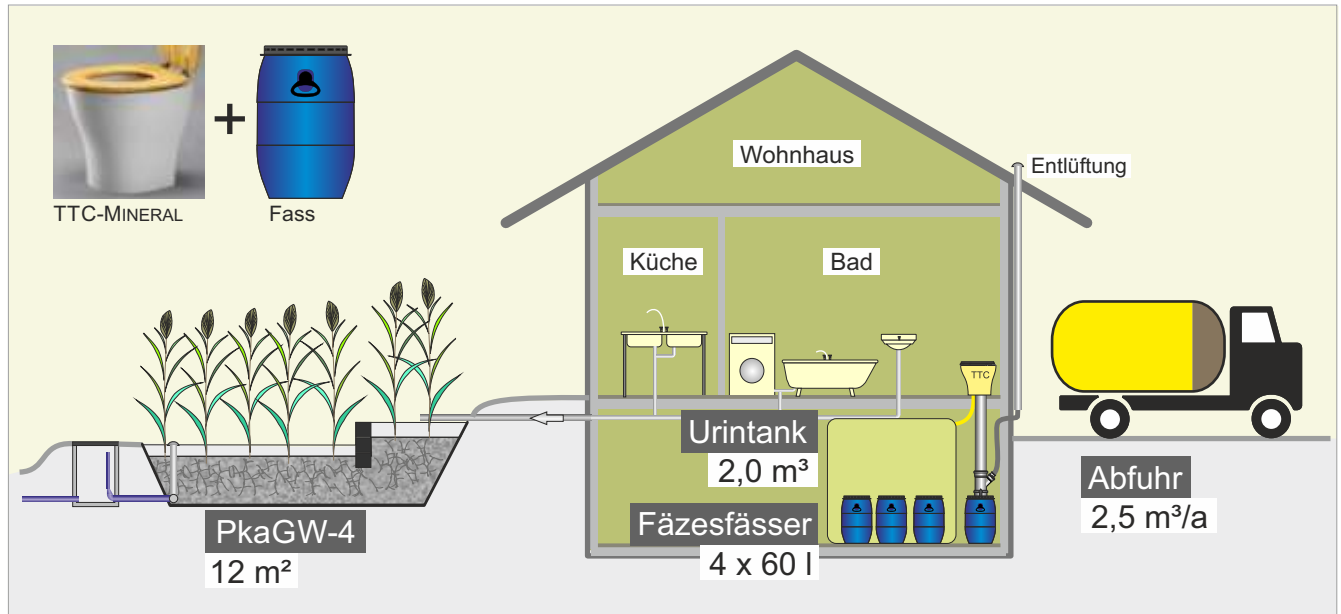 TTC-MINERAL
+
Fass
Wohnhaus
Entlüftung
Küche
Bad
TTC
Urintank
2,0 m³
Fäzesfässer
4 x 60 l
Abfuhr
2,5 m³/a
PkaGW-4
12 m²